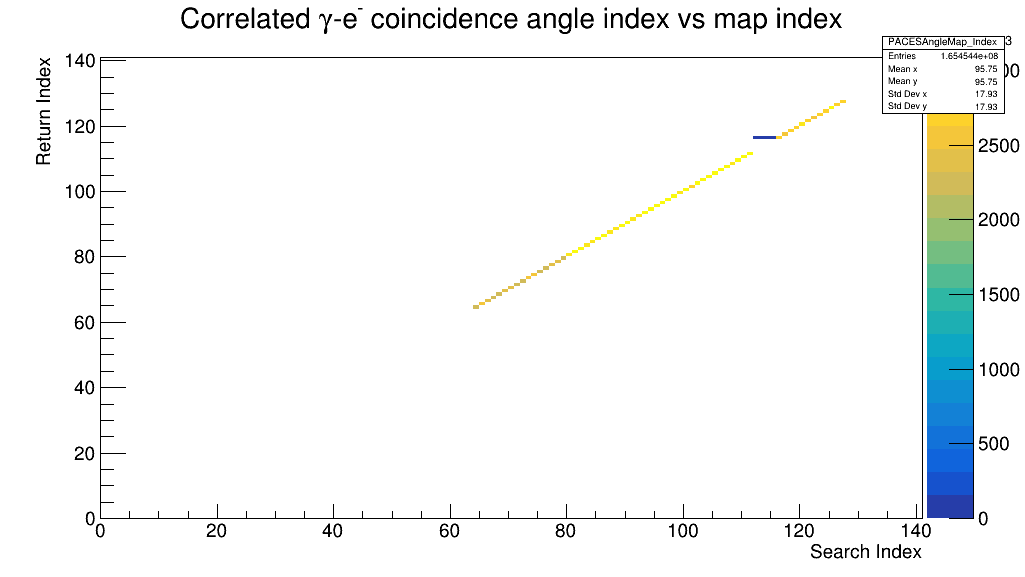 Correlated γ-e⁻ coincidence angle index vs map index
PACESAngleMap_Index
Entries 1.654544e+08
Mean x 95.75
Mean y 95.75
Std Dev x 17.93
Std Dev y 17.93
3
00
2500
2000
1500
1000
500
0
Return Index
140
120
100
80
60
40
20
0
0 20 40 60 80 100 120 140
Search Index